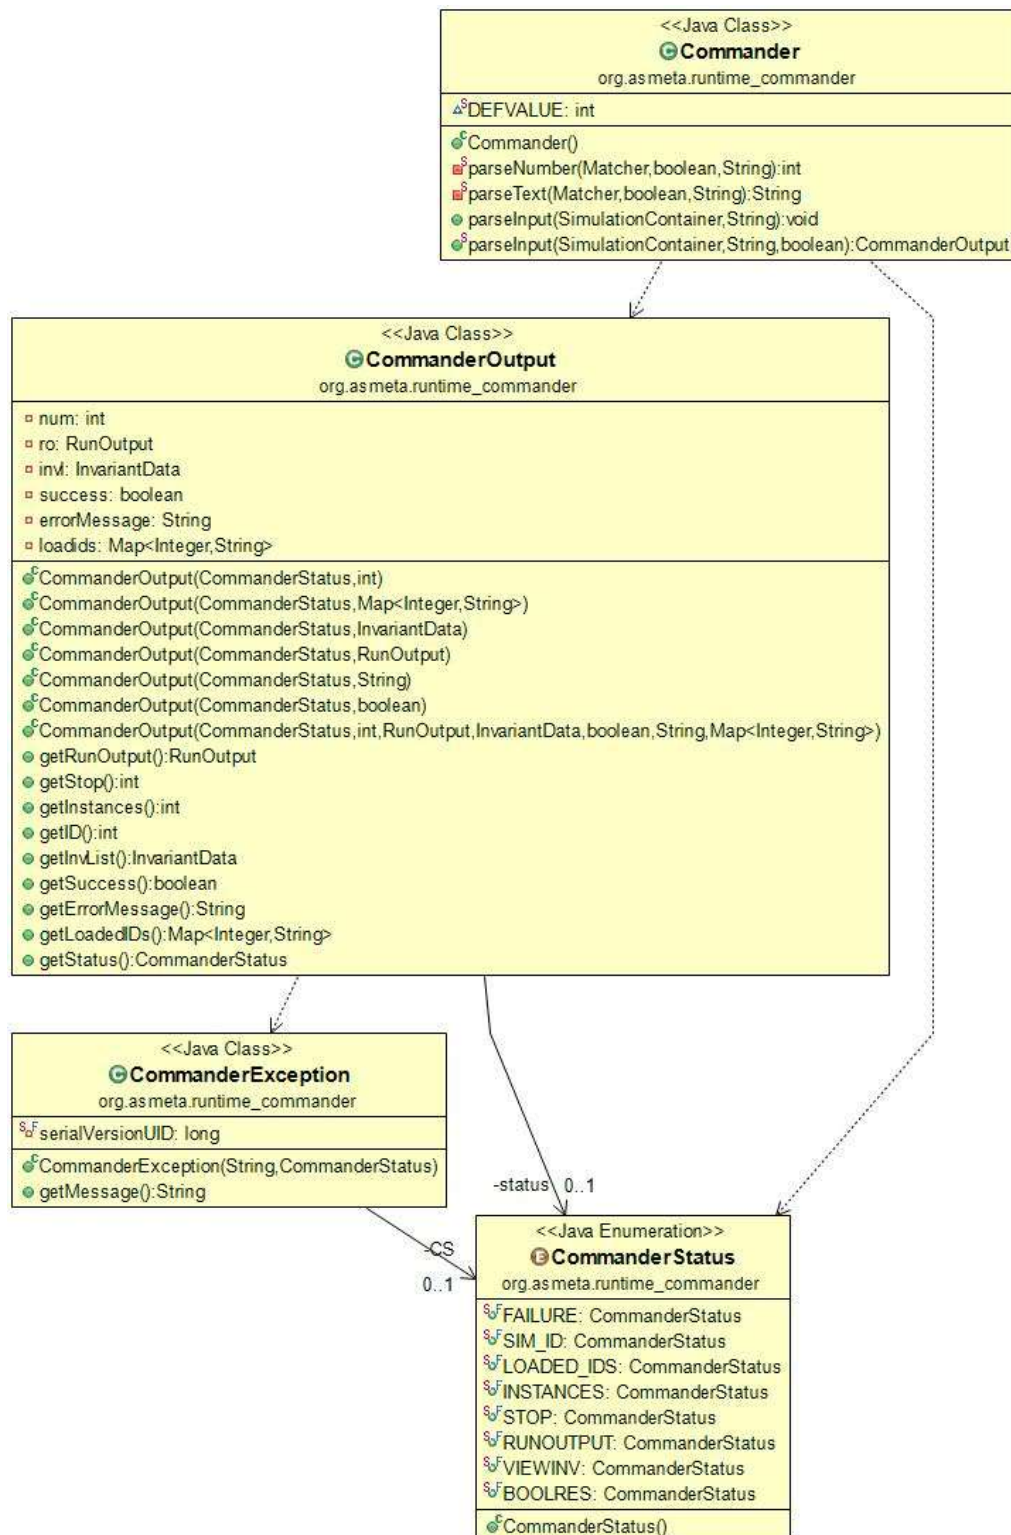 <<Java Class>>
Commander
org.asmeta.runtime_commander
DEFVALUE: int
Commander()
parseNumber(Matcher,boolean,String):int
parseText(Matcher,boolean,String):String
parseInput(SimulationContainer,String):void
parseInput(SimulationContainer,String,boolean):CommanderOutput
<<Java Class>>
CommanderOutput
org.asmeta.runtime_commander
num: int
ro: RunOutput
invl: InvariantData
success: boolean
errorMessage: String
loadids: Map<Integer,String>
CommanderOutput(CommanderStatus,int)
CommanderOutput(CommanderStatus,Map<Integer,String>)
CommanderOutput(CommanderStatus,InvariantData)
CommanderOutput(CommanderStatus,RunOutput)
CommanderOutput(CommanderStatus,String)
CommanderOutput(CommanderStatus,boolean)
CommanderOutput(CommanderStatus,int,RunOutput,InvariantData,boolean,String,Map<Integer,String>)
getRunOutput():RunOutput
getStop():int
getInstances():int
getID():int
getInvList():InvariantData
getSuccess():boolean
getErrorMessage():String
getLoadedIDs():Map<Integer,String>
getStatus():CommanderStatus
<<Java Class>>
CommanderException
org.asmeta.runtime_commander
serialVersionUID: long
CommanderException(String,CommanderStatus)
getMessage():String
-status 0..1
-CS
0..1
<<Java Enumeration>>
CommanderStatus
org.asmeta.runtime_commander
FAILURE: CommanderStatus
SIM_ID: CommanderStatus
LOADED_IDS: CommanderStatus
INSTANCES: CommanderStatus
STOP: CommanderStatus
RUNOUTPUT: CommanderStatus
VIEWINV: CommanderStatus
BOOLRES: CommanderStatus
CommanderStatus()